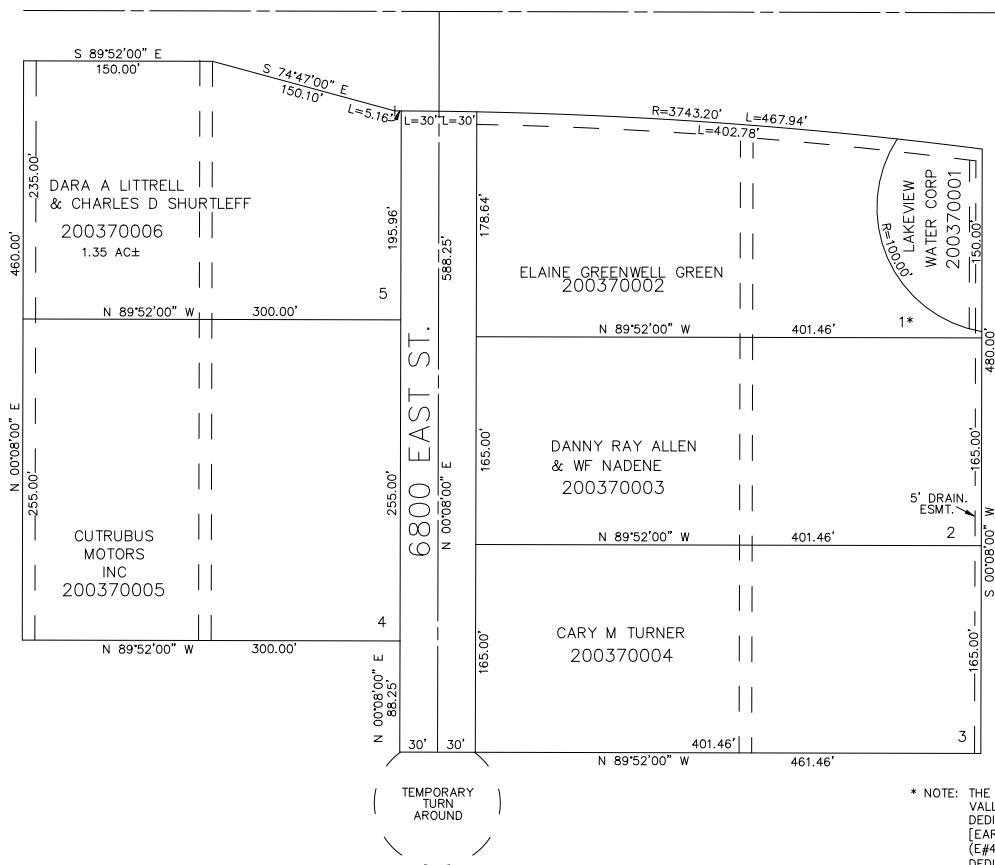 S 89°52'00" E
150.00'
S 74°47'00" E
150.10'
L=5.16'
L=30'
L=30'
R=3743.20'
L=467.94'
L=402.78'
460.00'
235.00'
DARA A LITTRELL
& CHARLES D SHURTLEFF
200370006
1.35 AC±
195.96'
588.25'
178.64'
ELAINE GREENWELL GREEN
200370002
R=100.00'
LAKEVIEW
WATER CORP
200370001
150.00'
5
N 89°52'00" W
300.00'
1*
N 89°52'00" W
401.46'
480.00'
6800 EAST ST.
N 00°08'00" E
255.00'
255.00'
N 00°08'00" E
165.00'
DANNY RAY ALLEN
& WF NADENE
200370003
165.00'
5' DRAIN.
ESMT.
2
N 89°52'00" W
401.46'
S 00°08'00" W
CUTRUBUS
MOTORS
INC
200370005
4
N 89°52'00" W
300.00'
N 00°08'00" E
88.25'
165.00'
CARY M TURNER
200370004
165.00'
3
30'
30'
401.46'
N 89°52'00" W
461.46'
TEMPORARY
TURN
AROUND
* NOTE: THE
VALL
DEDI
[EAR
(E#4